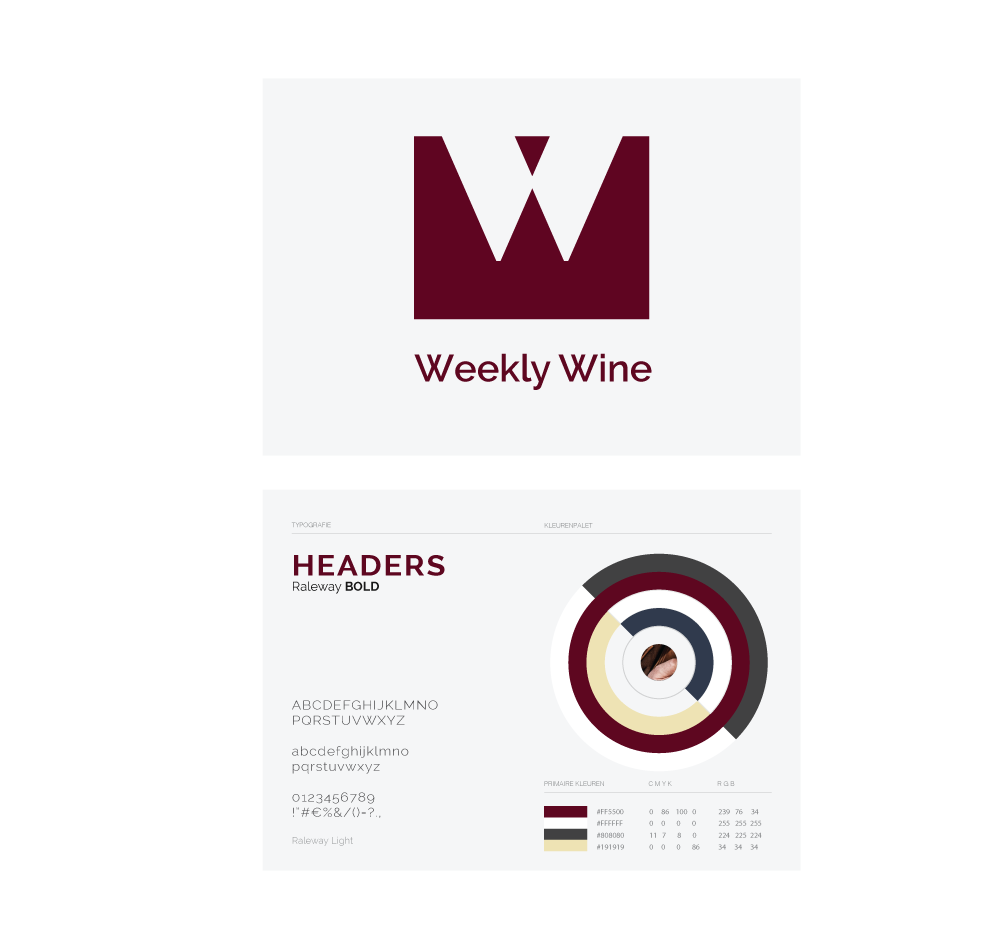 Weekly Wine
TYPOGRAFIE
KLEURENPALET
HEADERS
Raleway BOLD
ABCDEFGHIJKLMNO
PQRSTUVWXYZ
abcdefghijklmno
pqrstuvwxyz
0123456789
!"#€%&/()=?.,
Raleway Light
PRIMAIRE KLEUREN C M Y K R G B
#FF5500 0 86 100 0 239 76 34
#FFFFFF 0 0 0 0 255 255 255
#808080 11 7 8 0 224 225 224
#191919 0 0 0 86 34 34 34